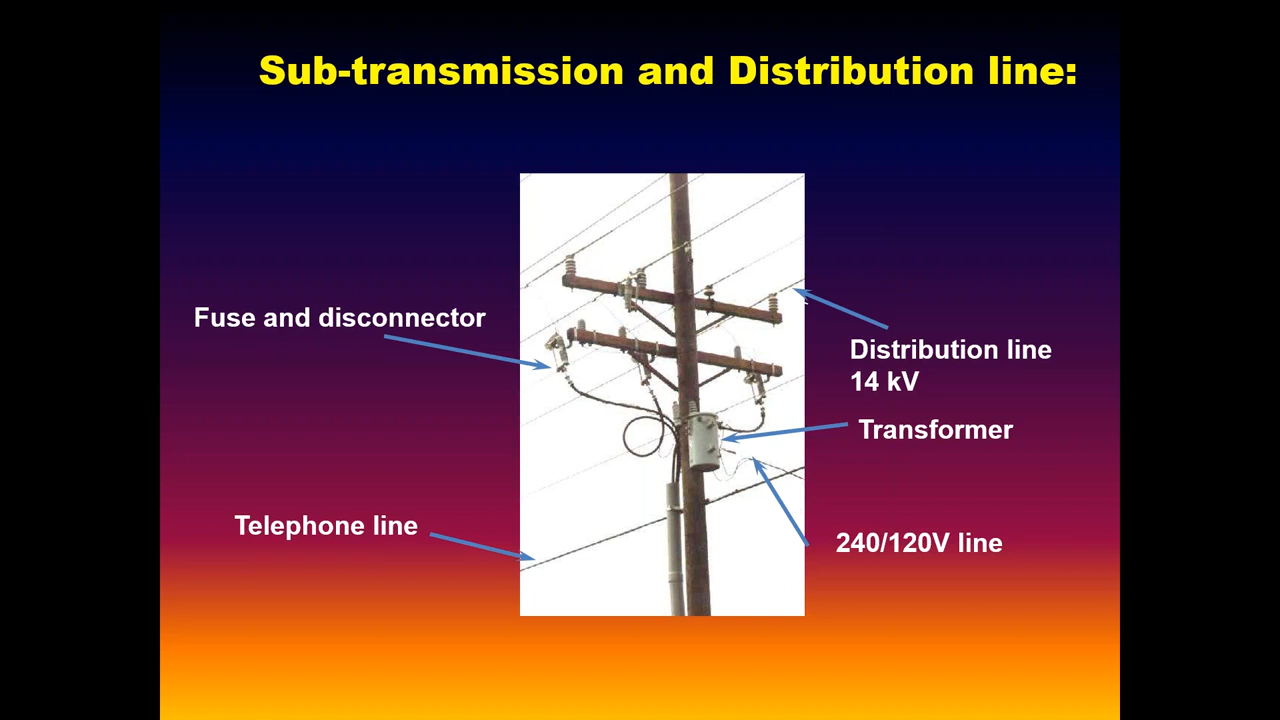 Sub-transmission and Distribution line:
Fuse and disconnector
Distribution line
14 kV
Transformer
Telephone line
240/120V line